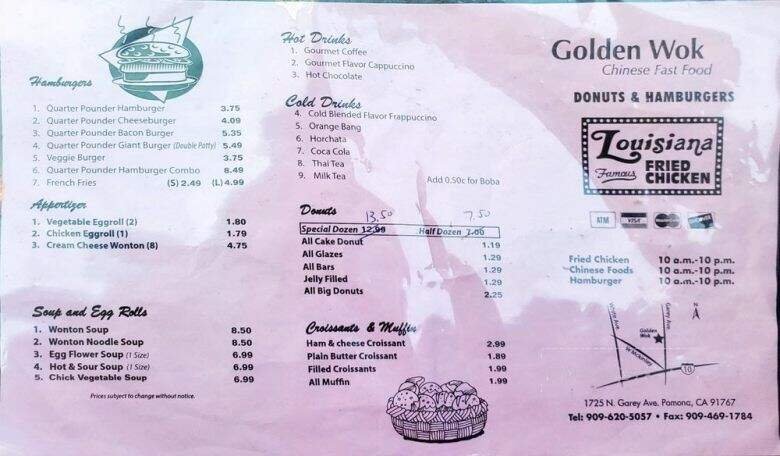 Hamburgers
1. Quarter Pounder Hamburger 3.75
2. Quarter Pounder Cheeseburger 4.09
3. Quarter Pounder Bacon Burger 5.35
4. Quarter Pounder Giant Burger (Double Patty) 5.49
5. Veggie Burger 3.75
6. Quarter Pounder Hamburger Combo 8.49
7. French Fries (S) 2.49 (L) 4.99
Appertizer
1. Vegetable Eggroll (2) 1.80
2. Chicken Eggroll (1) 1.79
3. Cream Cheese Wonton (8) 4.75
Soup and Egg Rolls
1. Wonton Soup 8.50
2. Wonton Noodle Soup 8.50
3. Egg Flower Soup (1 Size) 6.99
4. Hot & Sour Soup (1 Size) 6.99
5. Chick Vegetable Soup 6.99
Prices subject to change without notice.
Hot Drinks
1. Gourmet Coffee
2. Gourmet Flavor Cappuccino
3. Hot Chocolate
Cold Drinks
4. Cold Blended Flavor Frappuccino
5. Orange Bang
6. Horchata
7. Coca Cola
8. Thai Tea
9. Milk Tea
Add 0.50c for Boba
Donuts 13.50 7.50
Special Dozen 12.99 Half Dozen 7.00
All Cake Donut 1.19
All Glazes 1.29
All Bars 1.29
Jelly Filled 1.29
All Big Donuts 2.25
Croissants & Muffin
Ham & cheese Croissant 2.99
Plain Butter Croissant 1.89
Filled Croissants 1.99
All Muffin 1.99
Golden Wok
Chinese Fast Food
DONUTS & HAMBURGERS
Louisiana
Famous FRIED
CHICKEN
ATM VISA
Fried Chicken 10 a.m.-10 p.m.
Chinese Foods 10 a.m.-10 p.m.
Hamburger 10 a.m.-10 p.m.
N
White Ave.
Garey Ave.
Golden
Wok
W McKinley
10
1725 N. Garey Ave. Pomona, CA 91767
Tel: 909-620-5057 • Fax: 909-469-1784